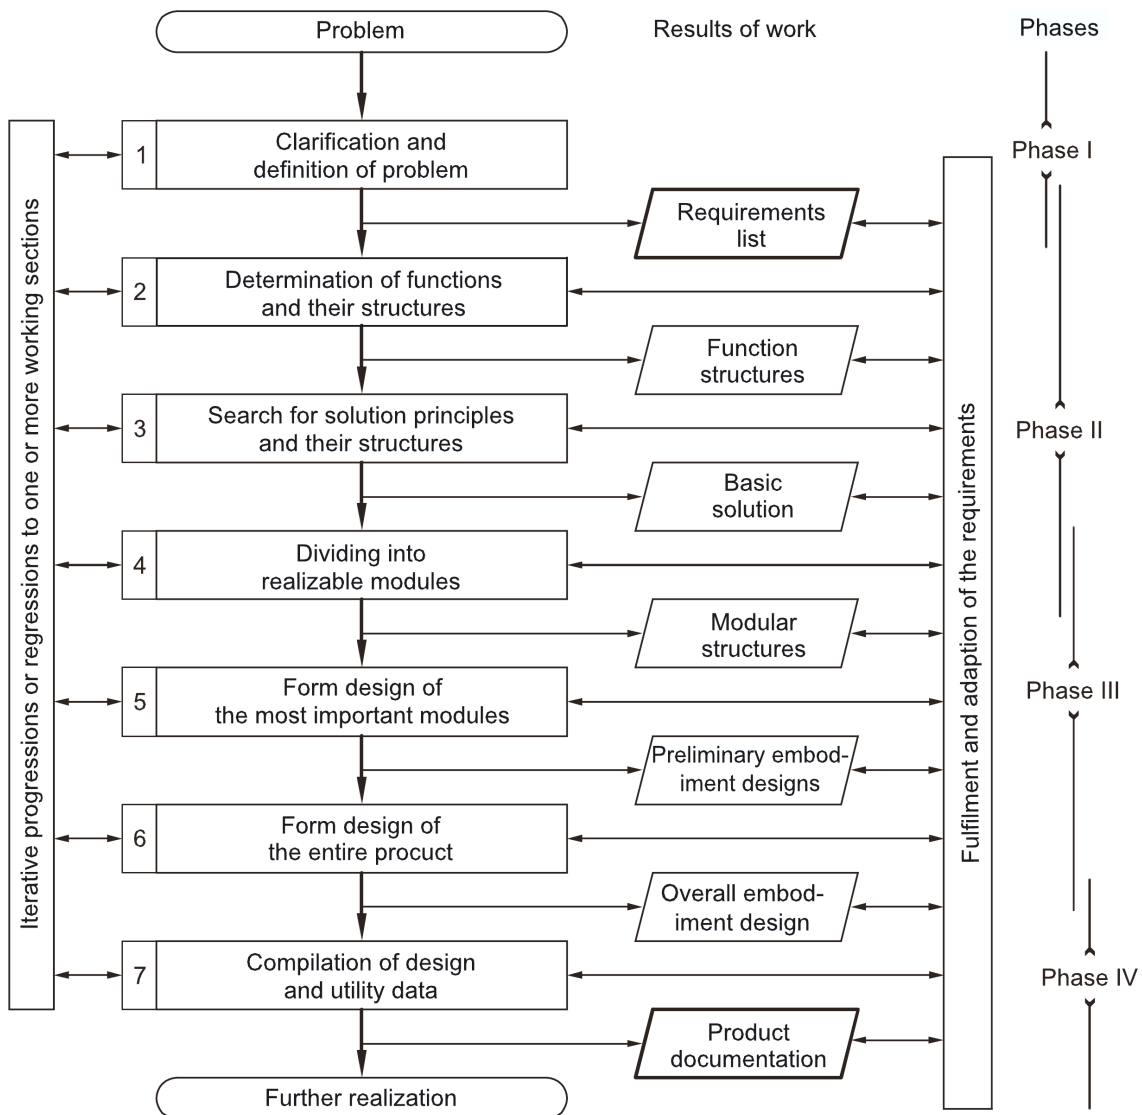 Problem
Results of work
Phases
Iterative progressions or regressions to one or more working sections
1
Clarification and
definition of problem
Phase I
Requirements
list
2
Determination of functions
and their structures
Function
structures
3
Search for solution principles
and their structures
Phase II
Basic
solution
4
Dividing into
realizable modules
Modular
structures
Fulfilment and adaption of the requirements
5
Form design of
the most important modules
Phase III
Preliminary embod-
iment designs
6
Form design of
the entire procuct
Overall embod-
iment design
7
Compilation of design
and utility data
Phase IV
Product
documentation
Further realization